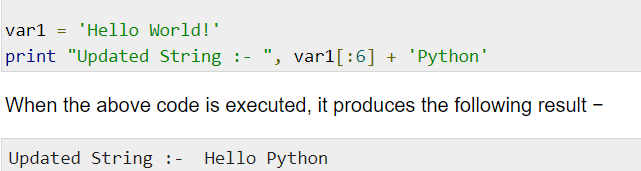 var1 = 'Hello World!'
print "Updated String :- ", var1[:6] + 'Python'
When the above code is executed, it produces the following result −
Updated String :-  Hello Python